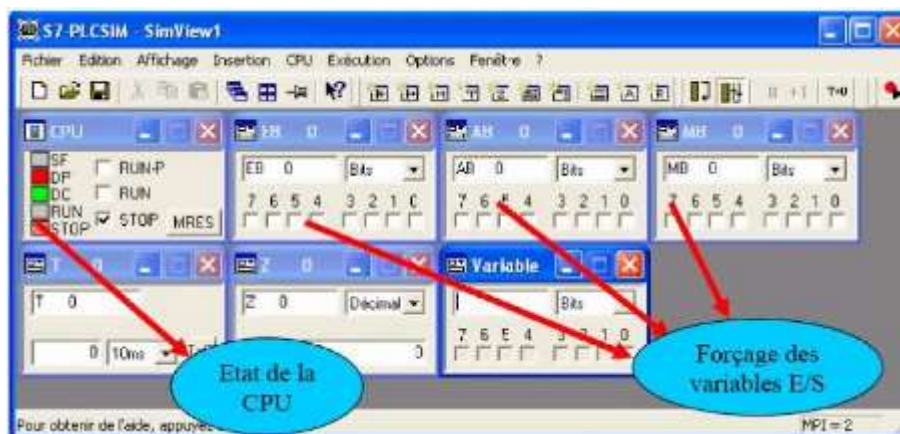 S7-PLCSIM - SimView1
Fichier Edition Affichage Insertion CPU Exécution Options Fenêtre ?
T=0
CPU
EB 0
AB 0
MB 0
SF
DP
DC
RUN
STOP
RUN-P
RUN
STOP
MRES
EB 0
Bits
7 6 5 4 3 2 1 0
AB 0
Bits
7 6 5 4 3 2 1 0
MB 0
Bits
7 6 5 4 3 2 1 0
T 0
Z 0
Variable
T 0
0 10ms
Z 0
Décimal
0
Bits
7 6 5 4 3 2 1 0
Etat de la
CPU
Forçage des
variables E/S
Pour obtenir de l'aide, appuyez
MPI = 2